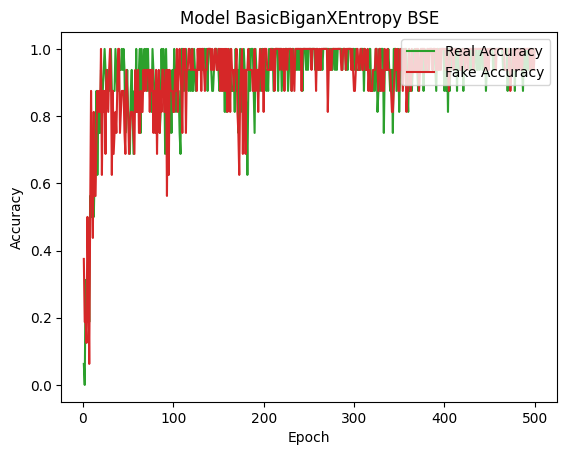 Model BasicBiganXEntropy BSE
Real Accuracy
Fake Accuracy
1.0
0.8
0.6
0.4
0.2
0.0
Accuracy
0 100 200 300 400 500
Epoch